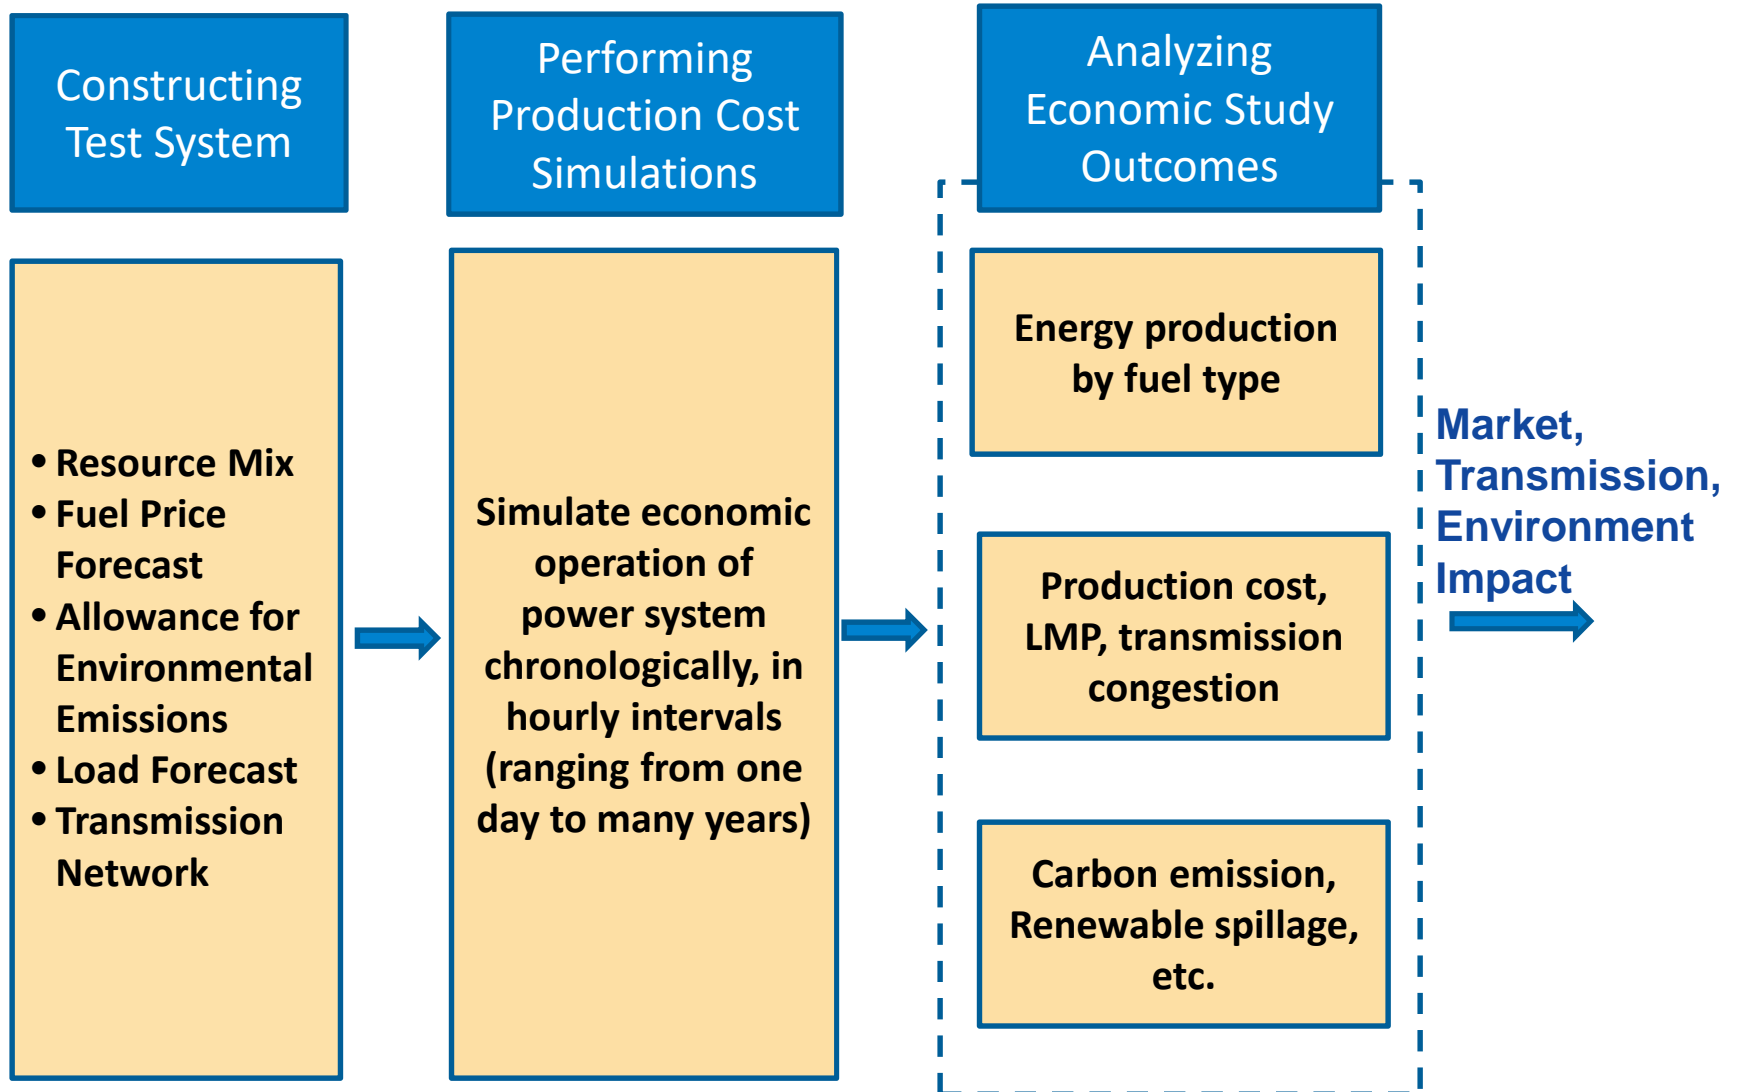 Constructing
Test System
Performing
Production Cost
Simulations
Analyzing
Economic Study
Outcomes
• Resource Mix
• Fuel Price
Forecast
• Allowance for
Environmental
Emissions
• Load Forecast
• Transmission
Network
Simulate economic
operation of
power system
chronologically, in
hourly intervals
(ranging from one
day to many years)
Energy production
by fuel type
Production cost,
LMP, transmission
congestion
Carbon emission,
Renewable spillage,
etc.
Market,
Transmission,
Environment
Impact